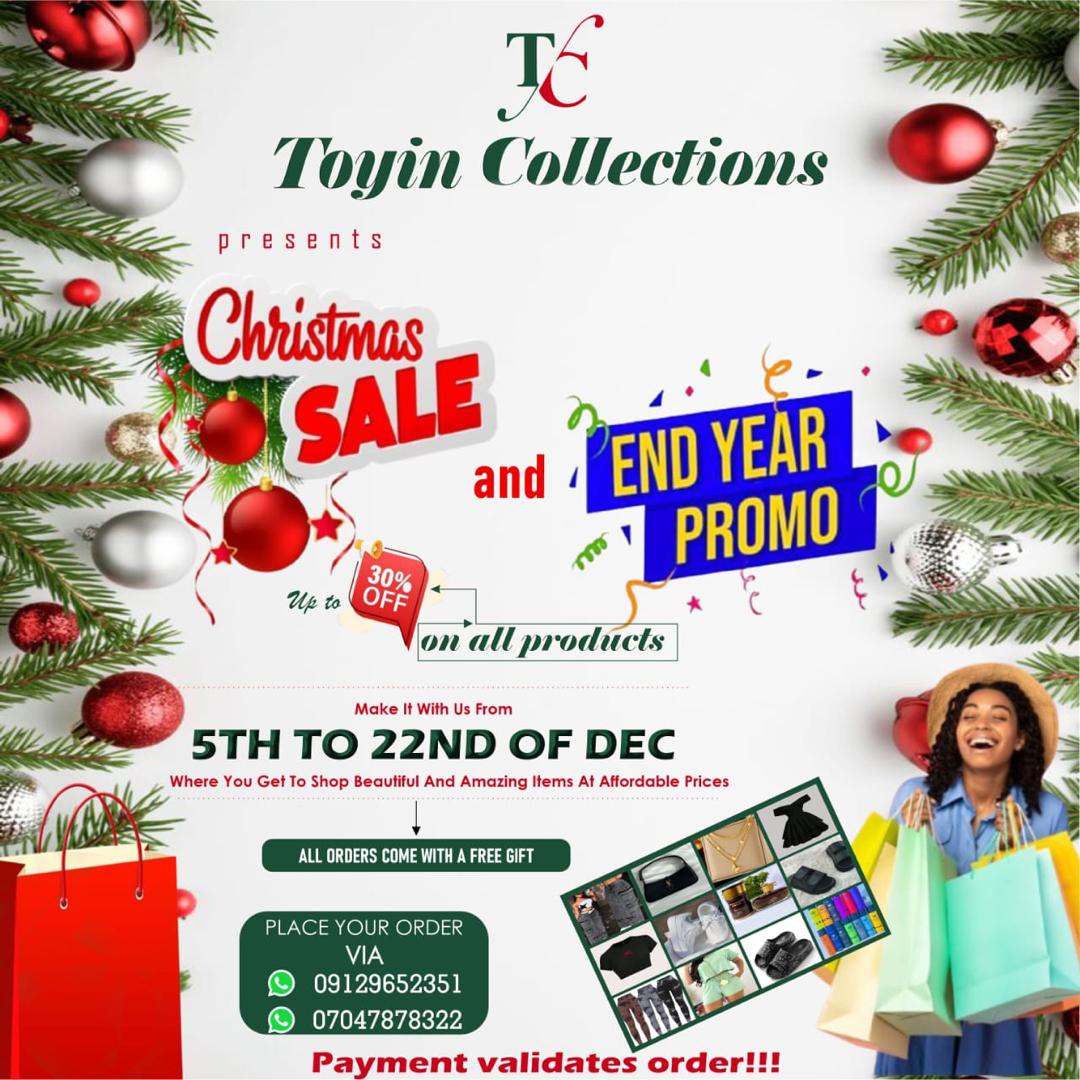 TC
Toyin Collections
presents
Christmas
SALE
and
END YEAR
PROMO
Up to
30%
OFF
on all products
Make It With Us From
5TH TO 22ND OF DEC
Where You Get To Shop Beautiful And Amazing Items At Affordable Prices
ALL ORDERS COME WITH A FREE GIFT
PLACE YOUR ORDER
VIA
09129652351
07047878322
Payment validates order!!!